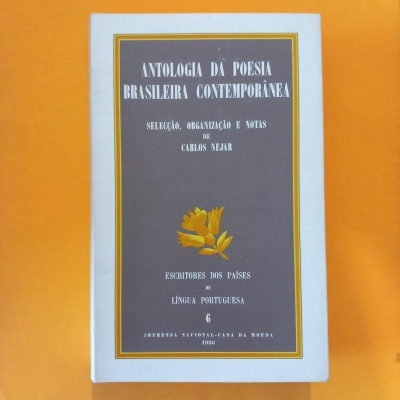 ANTOLOGIA DA POESIA
BRASILEIRA CONTEMPORÂNEA
SELECÇÃO, ORGANIZAÇÃO E NOTAS
DE
CARLOS NEJAR
ESCRITORES DOS PAÍSES
DE
LÍNGUA PORTUGUESA
6
IMPRENSA NACIONAL-CASA DA MOEDA
1986